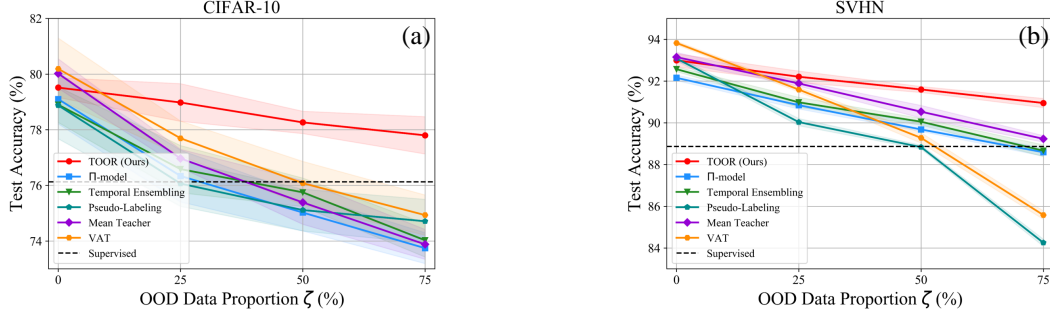 CIFAR-10
(a)
Test Accuracy (%)
82
80
78
76
74
TOOR (Ours)
Π-model
Temporal Ensembling
Pseudo-Labeling
Mean Teacher
VAT
Supervised
0 25 50 75
OOD Data Proportion ζ (%)
SVHN
(b)
Test Accuracy (%)
94
92
90
88
86
84
TOOR (Ours)
Π-model
Temporal Ensembling
Pseudo-Labeling
Mean Teacher
VAT
Supervised
0 25 50 75
OOD Data Proportion ζ (%)